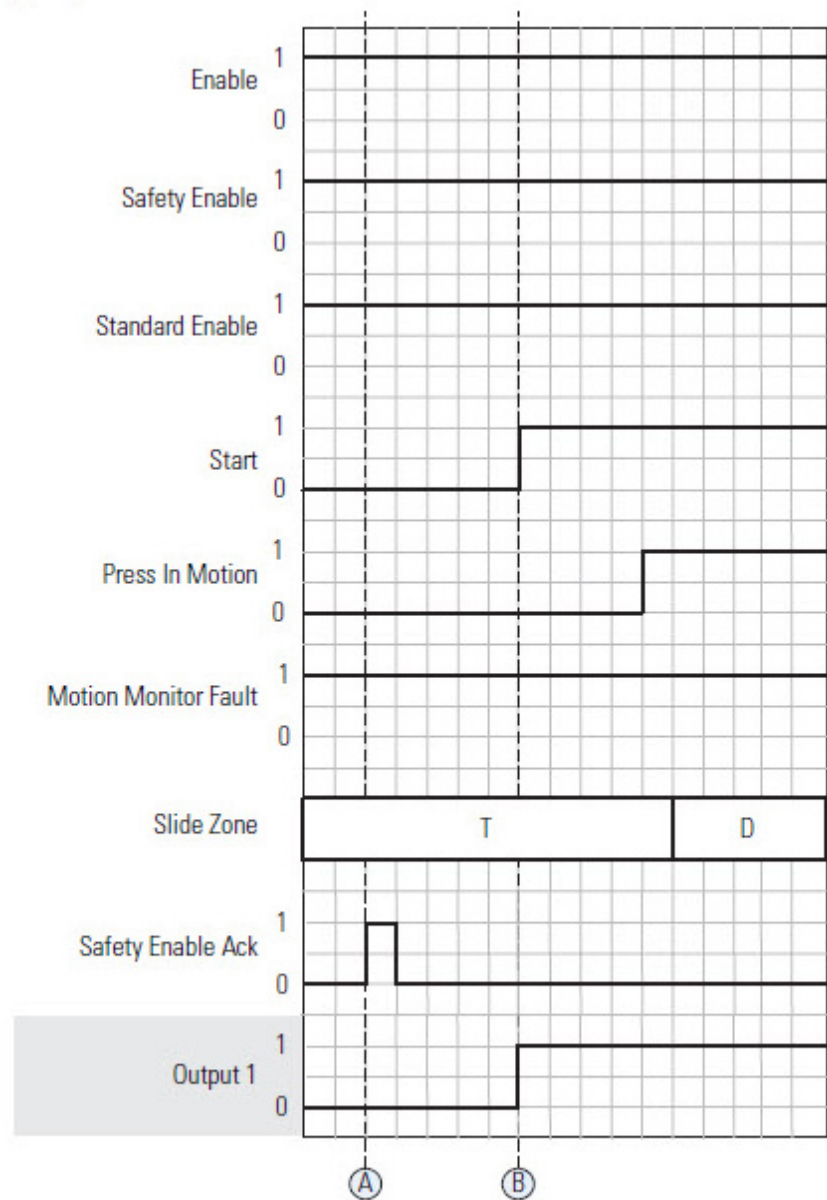 1
Enable
0
1
Safety Enable
0
1
Standard Enable
0
1
Start
0
1
Press In Motion
0
1
Motion Monitor Fault
0
Slide Zone T D
1
Safety Enable Ack
0
1
Output 1
0
A B